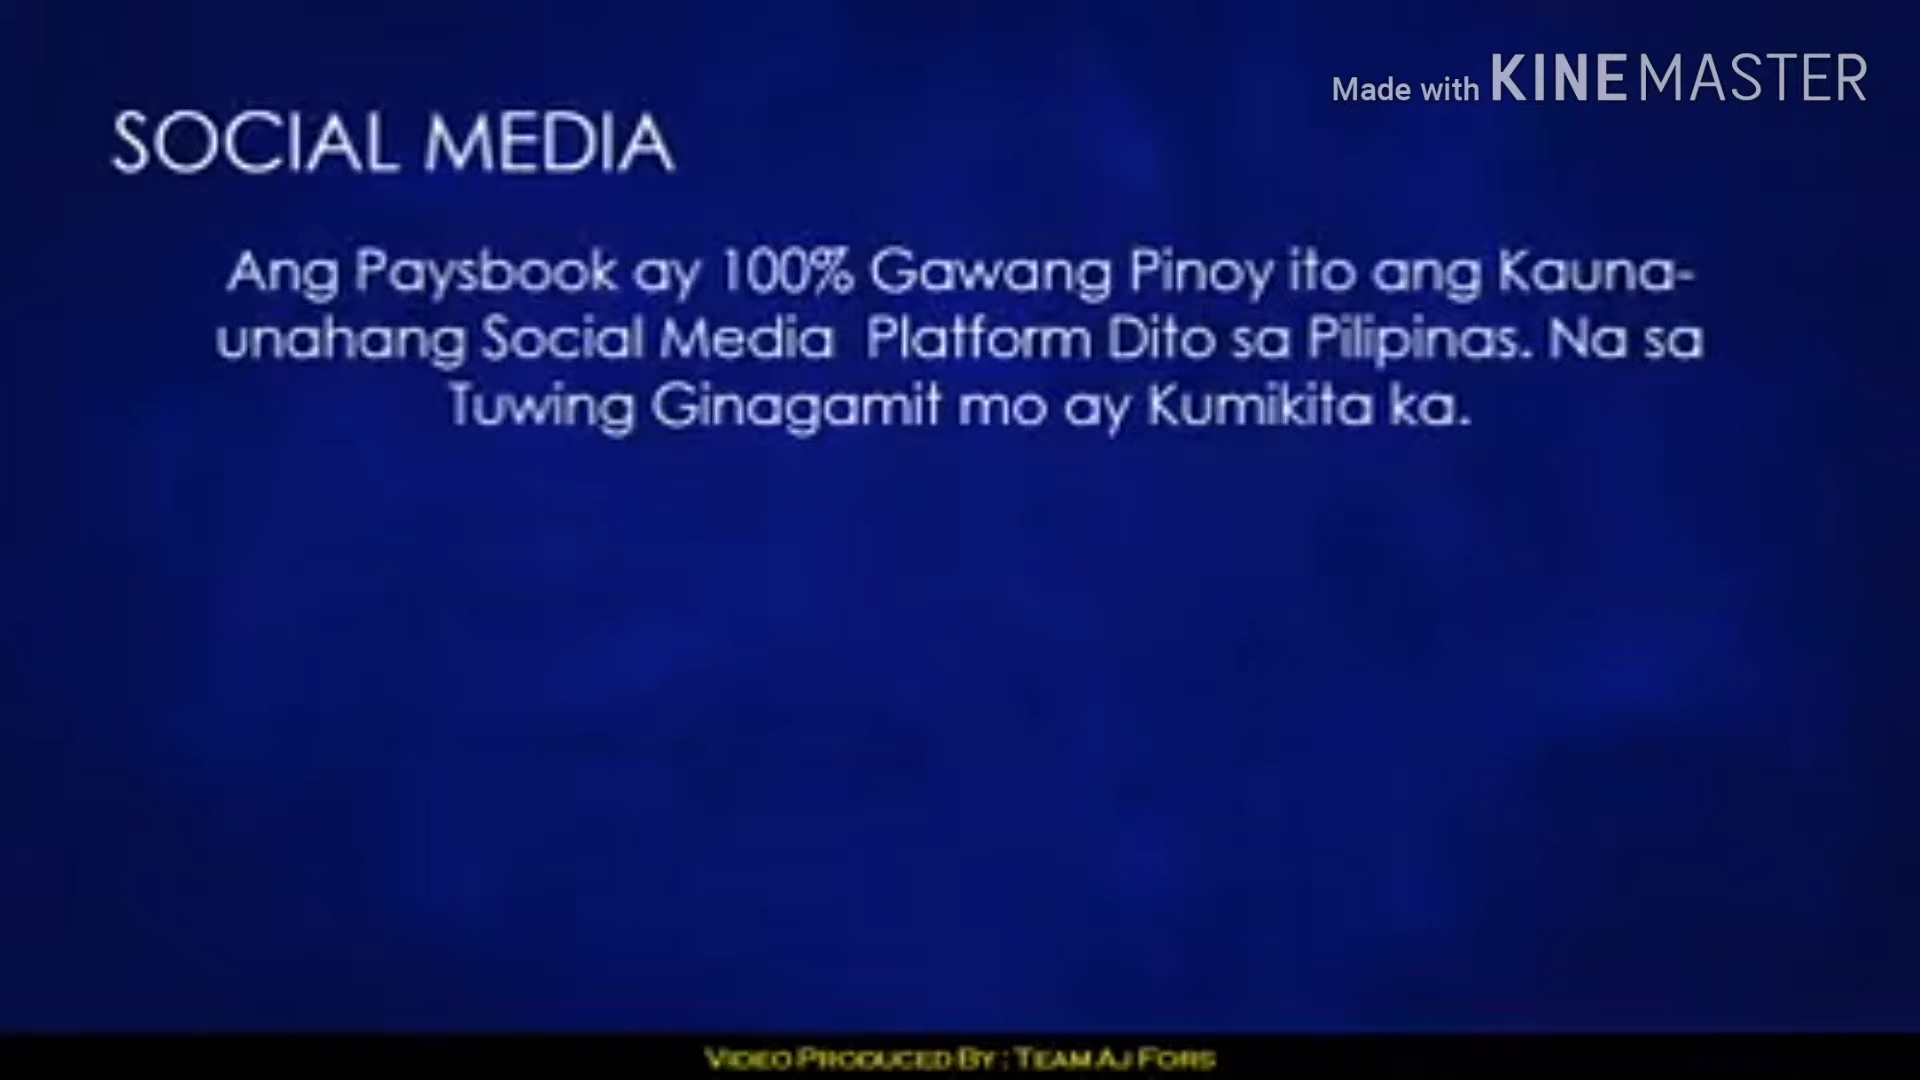 Made with KINEMASTER
SOCIAL MEDIA
Ang Paysbook ay 100% Gawang Pinoy ito ang Kauna-
unahang Social Media Platform Dito sa Pilipinas. Na sa
Tuwing Ginagamit mo ay Kumikita ka.
VIDEO PRODUCED BY : TEAM AJ FORS